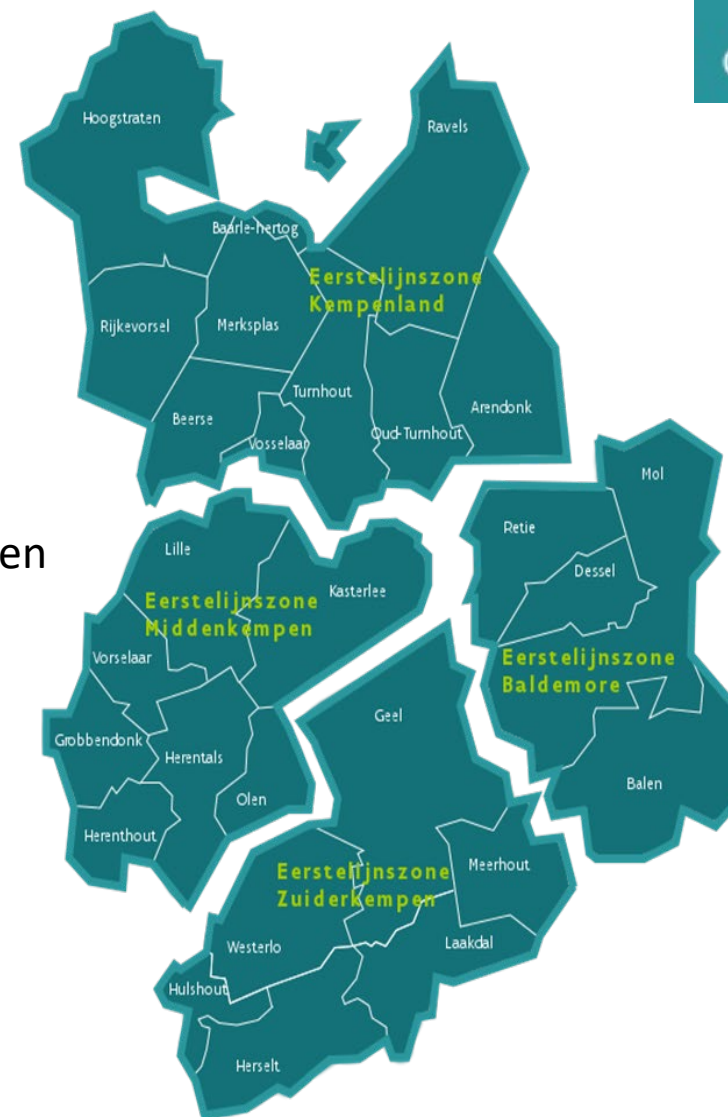 Hoogstraten
Ravels
Baarle-hertog
Eerstelijnszone
Kempenland
Rijkevorsel
Merksplas
Turnhout
Arendonk
Beerse
Oud-Turnhout
Vosselaar
Mol
Retie
en
Lille
Dessel
Kasterlee
Eerstelijnszone
Middenkempen
Vorselaar
Eerstelijnszone
Baldemore
Geel
Grobbendonk
Herentals
Balen
Olen
Herenthout
Meerhout
Eerstelijnszone
Zuiderkempen
Westerlo
Laakdal
Hulshout
Herselt